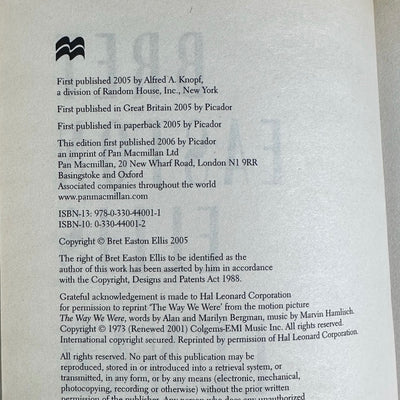 First published 2005 by Alfred A. Knopf,
a division of Random House, Inc., New York
First published in Great Britain 2005 by Picador
First published in paperback 2005 by Picador
This edition first published 2006 by Picador
an imprint of Pan Macmillan Ltd
Pan Macmillan, 20 New Wharf Road, London N1 9RR
Basingstoke and Oxford
Associated companies throughout the world
www.panmacmillan.com
ISBN-13: 978-0-330-44001-1
ISBN-10: 0-330-44001-2
Copyright © Bret Easton Ellis 2005
The right of Bret Easton Ellis to be identified as the
author of this work has been asserted by him in accordance
with the Copyright, Designs and Patents Act 1988.
Grateful acknowledgement is made to Hal Leonard Corporation
for permission to reprint 'The Way We Were' from the motion picture
The Way We Were, words by Alan and Marilyn Bergman, music by Marvin Hamlisch.
Copyright © 1973 (Renewed 2001) Colgems-EMI Music Inc. All rights reserved.
International copyright secured. Reprinted by permission of Hal Leonard Corporation.
All rights reserved. No part of this publication may be
reproduced, stored in or introduced into a retrieval system, or
transmitted, in any form, or by any means (electronic, mechanical,
photocopying, recording or otherwise) without the prior written
permission of the publisher. Any person who does any unauthorized